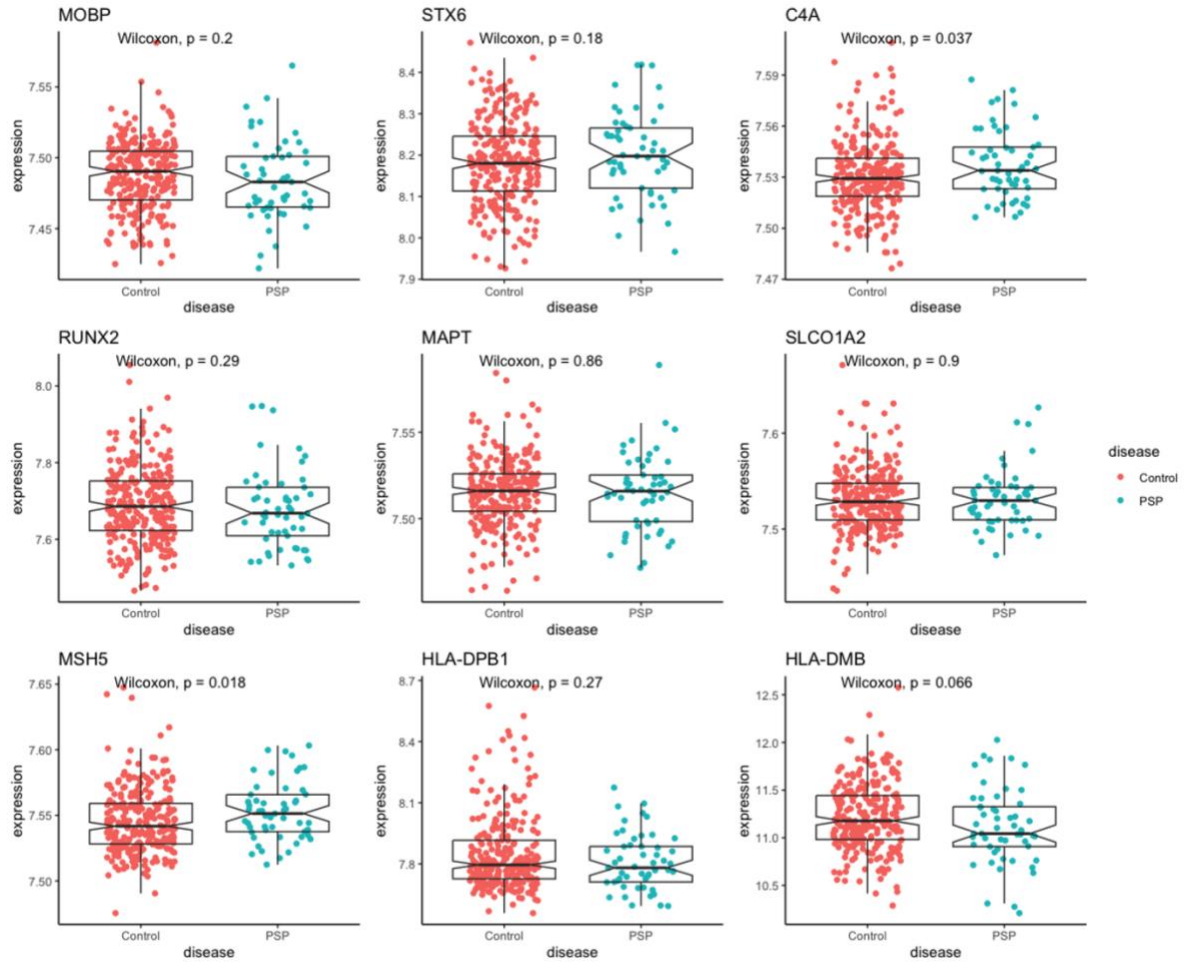 MOBP
Wilcoxon, p = 0.2
expression
7.55
7.50
7.45
Control
PSP
disease
STX6
Wilcoxon, p = 0.18
expression
8.4
8.3
8.2
8.1
8.0
7.9
Control
PSP
disease
C4A
Wilcoxon, p = 0.037
expression
7.59
7.56
7.53
7.50
7.47
Control
PSP
disease
RUNX2
Wilcoxon, p = 0.29
expression
8.0
7.8
7.6
Control
PSP
disease
MAPT
Wilcoxon, p = 0.86
expression
7.55
7.50
Control
PSP
disease
SLCO1A2
Wilcoxon, p = 0.9
expression
7.6
7.5
Control
PSP
disease
disease
Control
PSP
MSH5
Wilcoxon, p = 0.018
expression
7.65
7.60
7.55
7.50
Control
PSP
disease
HLA-DPB1
Wilcoxon, p = 0.27
expression
8.7
8.4
8.1
7.8
Control
PSP
disease
HLA-DMB
Wilcoxon, p = 0.066
expression
12.5
12.0
11.5
11.0
10.5
Control
PSP
disease